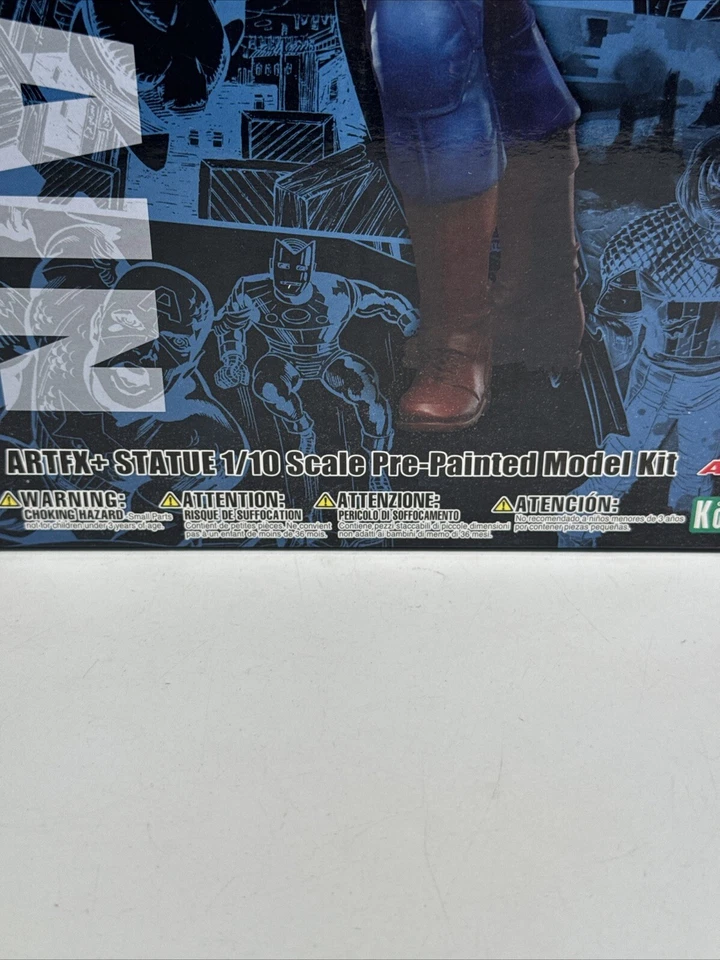 AIN
ARTFX+ STATUE 1/10 Scale Pre-Painted Model Kit
WARNING:
CHOKING HAZARD Small Parts
not for children under 3 years of age.
ATTENTION:
RISQUE DE SUFFOCATION
Contient de petites pièces. Ne convient
pas a un enfant de moins de 36 mois.
ATTENZIONE:
PERICOLO DI SOFFOCAMENTO
Contiene pezzi staccabili di piccole dimensioni
non adatti ai bambini di memo di 36 mesi.
ATENCIÓN:
No recomendado a niños menores de 3 años
por contener piezas pequeñas.